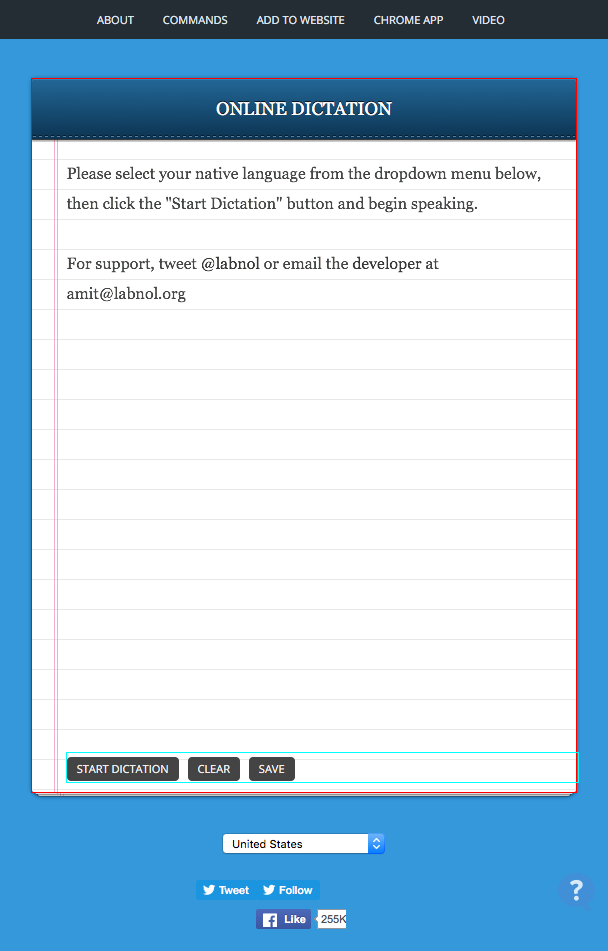 ABOUT COMMANDS ADD TO WEBSITE CHROME APP VIDEO
ONLINE DICTATION
Please select your native language from the dropdown menu below,
then click the "Start Dictation" button and begin speaking.
For support, tweet @labnol or email the developer at
amit@labnol.org
START DICTATION CLEAR SAVE
United States
Tweet Follow
?
Like 255K